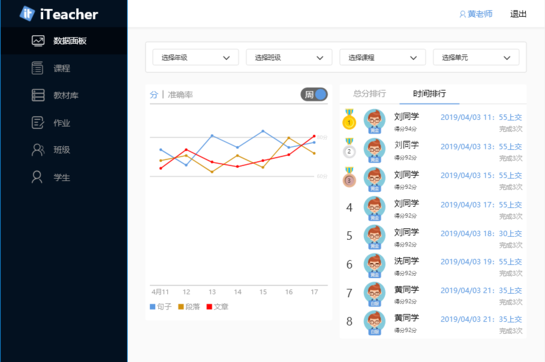 iTeacher
黄老师 退出
数据面板
课程
教材库
作业
班级
学生
选择年级 选择班级 选择课程 选择单元
分 | 准确率 周
4月11 12 13 14 15 16 17
句子 段落 文章
总分排行 时间排行
刘同学 2019/04/03 11：55上交
得分94分 完成3次
刘同学 2019/04/03 13：55上交
得分92分 完成3次
刘同学 2019/04/03 15：55上交
得分92分 完成3次
4 刘同学 2019/04/03 17：55上交
得分92分 完成3次
5 刘同学 2019/04/03 18：30上交
得分92分 完成3次
6 冼同学 2019/04/03 19：55上交
得分92分 完成3次
7 黄同学 2019/04/03 21：35上交
得分92分 完成3次
8 黄同学 2019/04/03 21：35上交
得分92分 完成3次